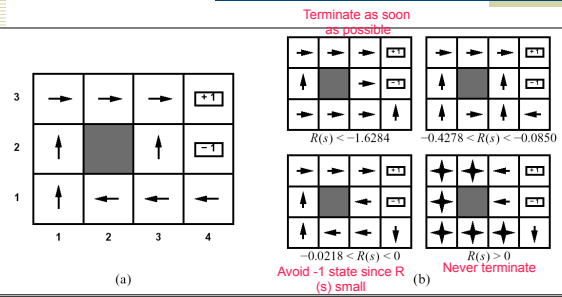 Terminate as soon
as possible
+1
-1
R(s) < −1.6284
+1
-1
−0.4278 < R(s) < −0.0850
3
2
1
+1
-1
1 2 3 4
(a)
+1
-1
−0.0218 < R(s) < 0
+1
-1
R(s) > 0
Avoid -1 state since R
(s) small
(b)
Never terminate